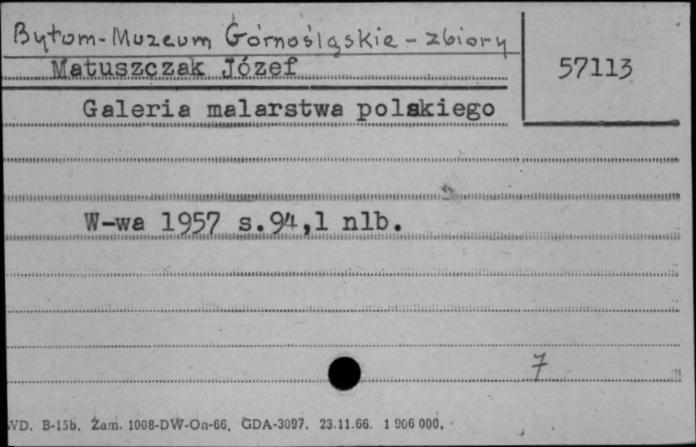 Bytom-Muzeum Górnośląskie - zbiory
Matuszczak Józef
57113
Galeria malarstwa polskiego
W-wa 1957 s.94,1 nlb.
7
WD. B-15b. Zam. 1008-DW-On-66. GDA-3097. 23.11.66. 1 906 000.